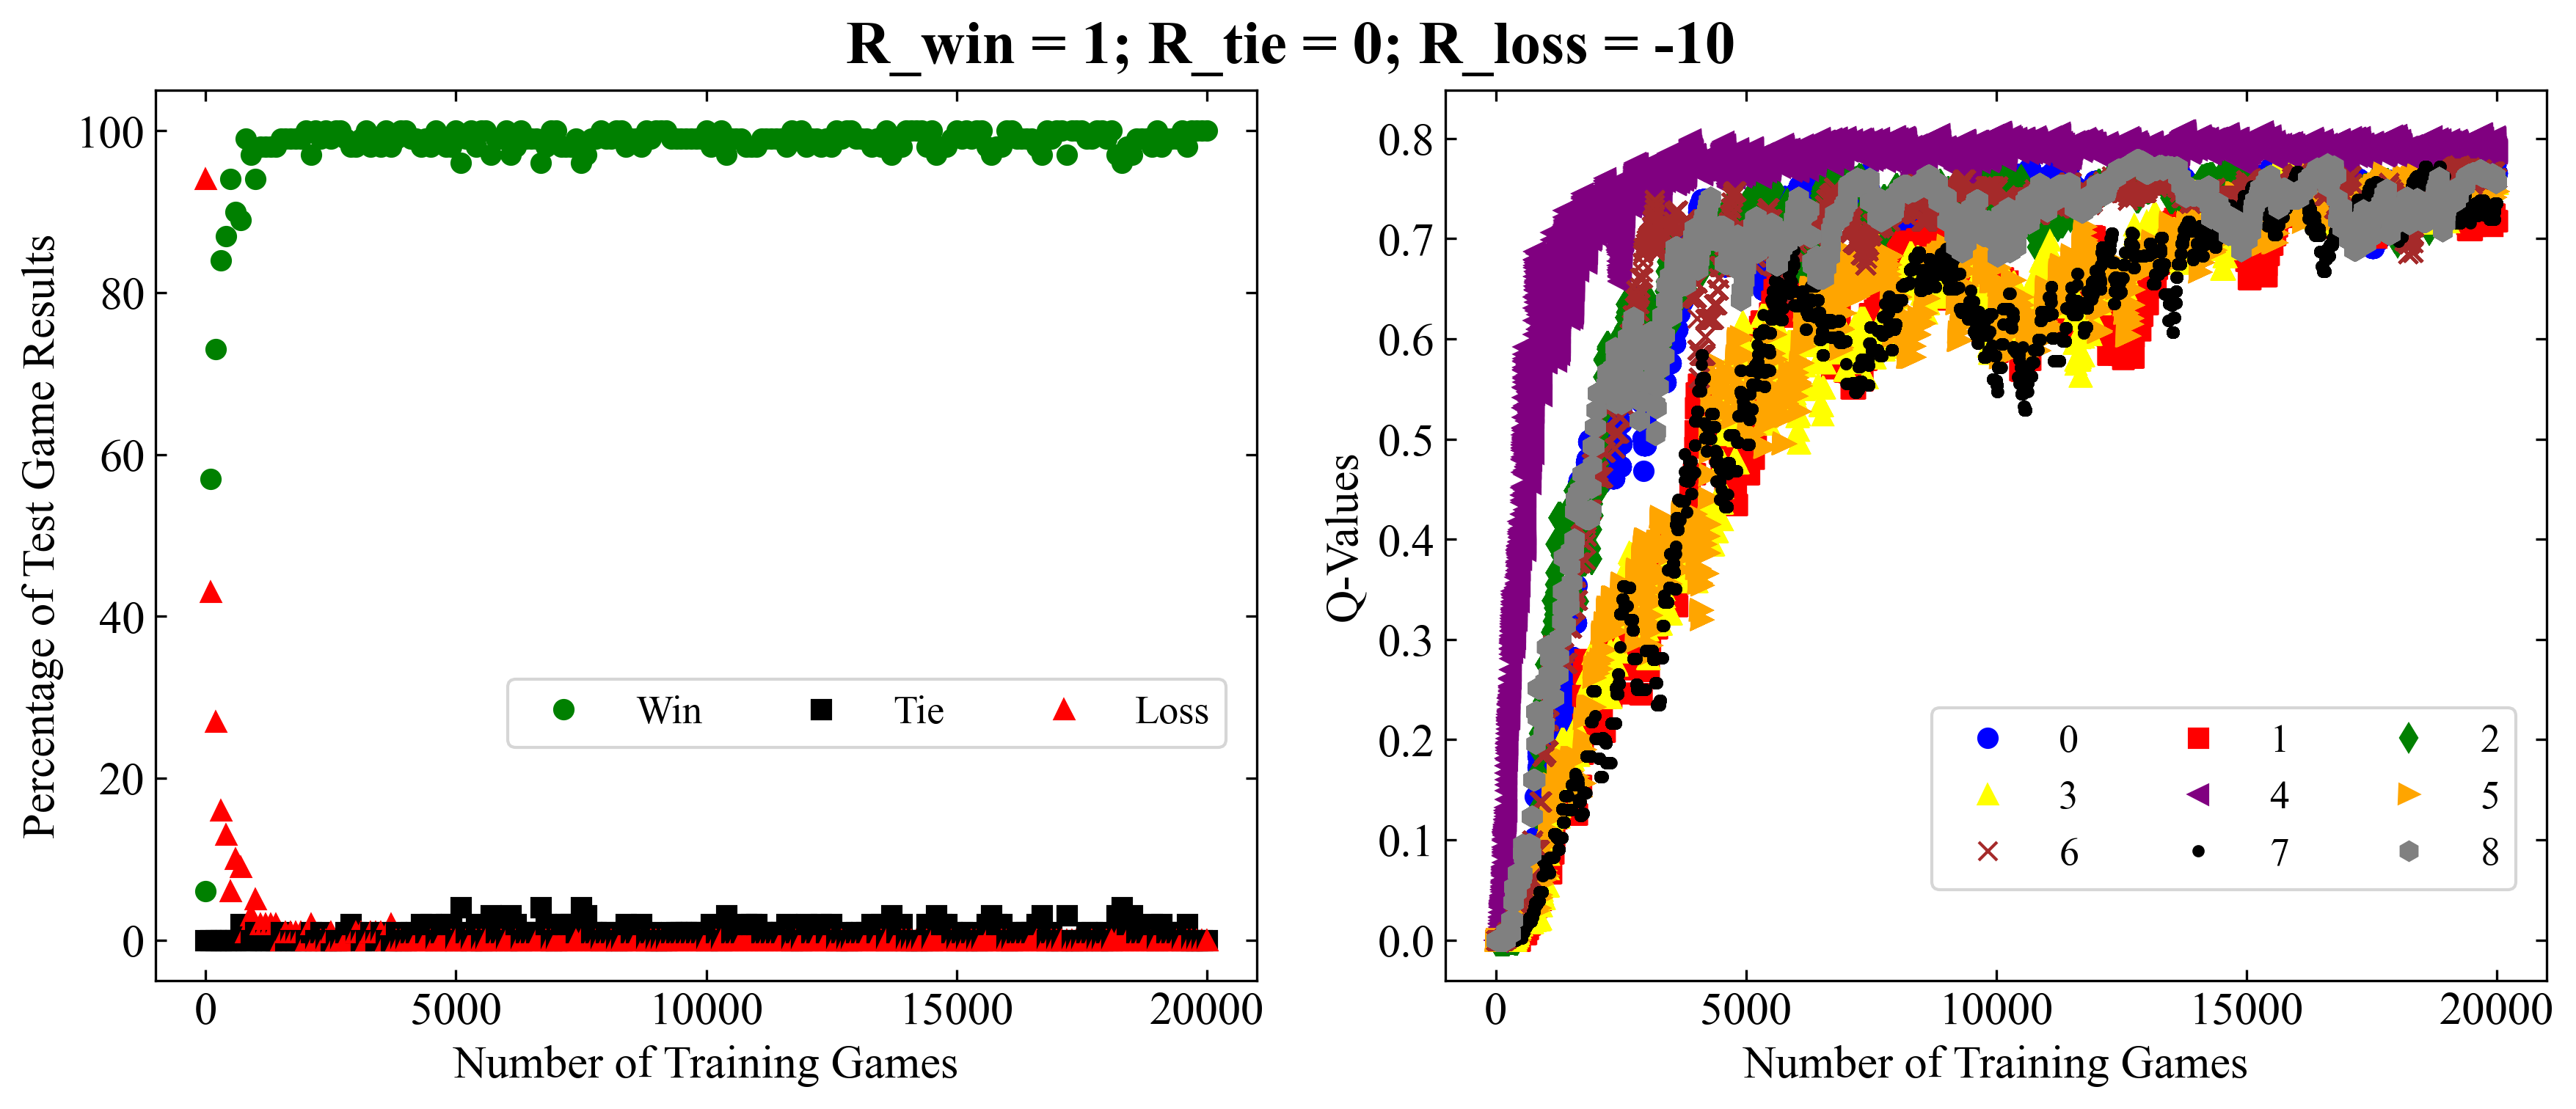 R_win = 1; R_tie = 0; R_loss = -10
Percentage of Test Game Results
100
80
60
40
20
0
Win Tie Loss
0 5000 10000 15000 20000
Number of Training Games
Q-Values
0.8
0.7
0.6
0.5
0.4
0.3
0.2
0.1
0.0
0 1 2
3 4 5
6 7 8
0 5000 10000 15000 20000
Number of Training Games